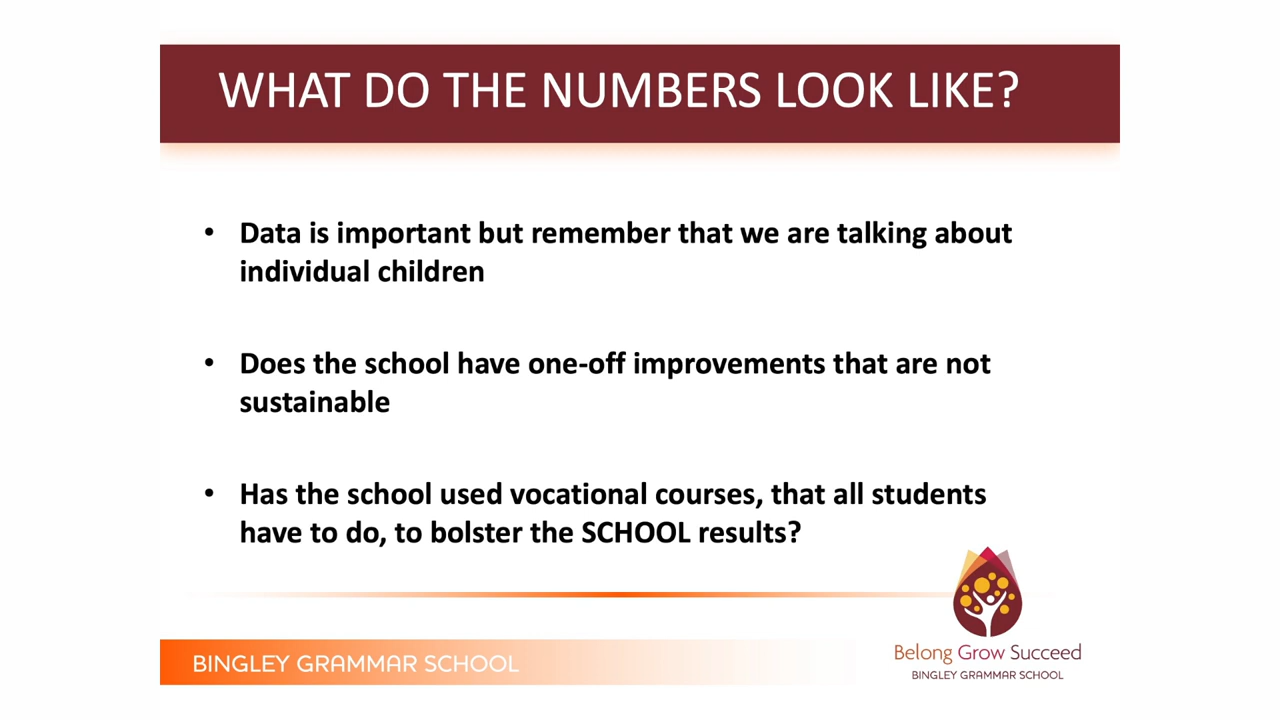 WHAT DO THE NUMBERS LOOK LIKE?
• Data is important but remember that we are talking about
individual children
• Does the school have one-off improvements that are not
sustainable
• Has the school used vocational courses, that all students
have to do, to bolster the SCHOOL results?
BINGLEY GRAMMAR SCHOOL
Belong Grow Succeed
BINGLEY GRAMMAR SCHOOL